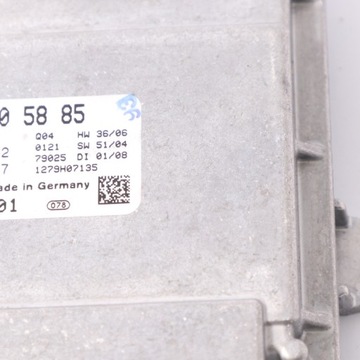 0 58 85
Q04 HW 36/06
2 0121 SW 51/04
79025 DI 01/08
7 1279H07135
ade in Germany
01 078